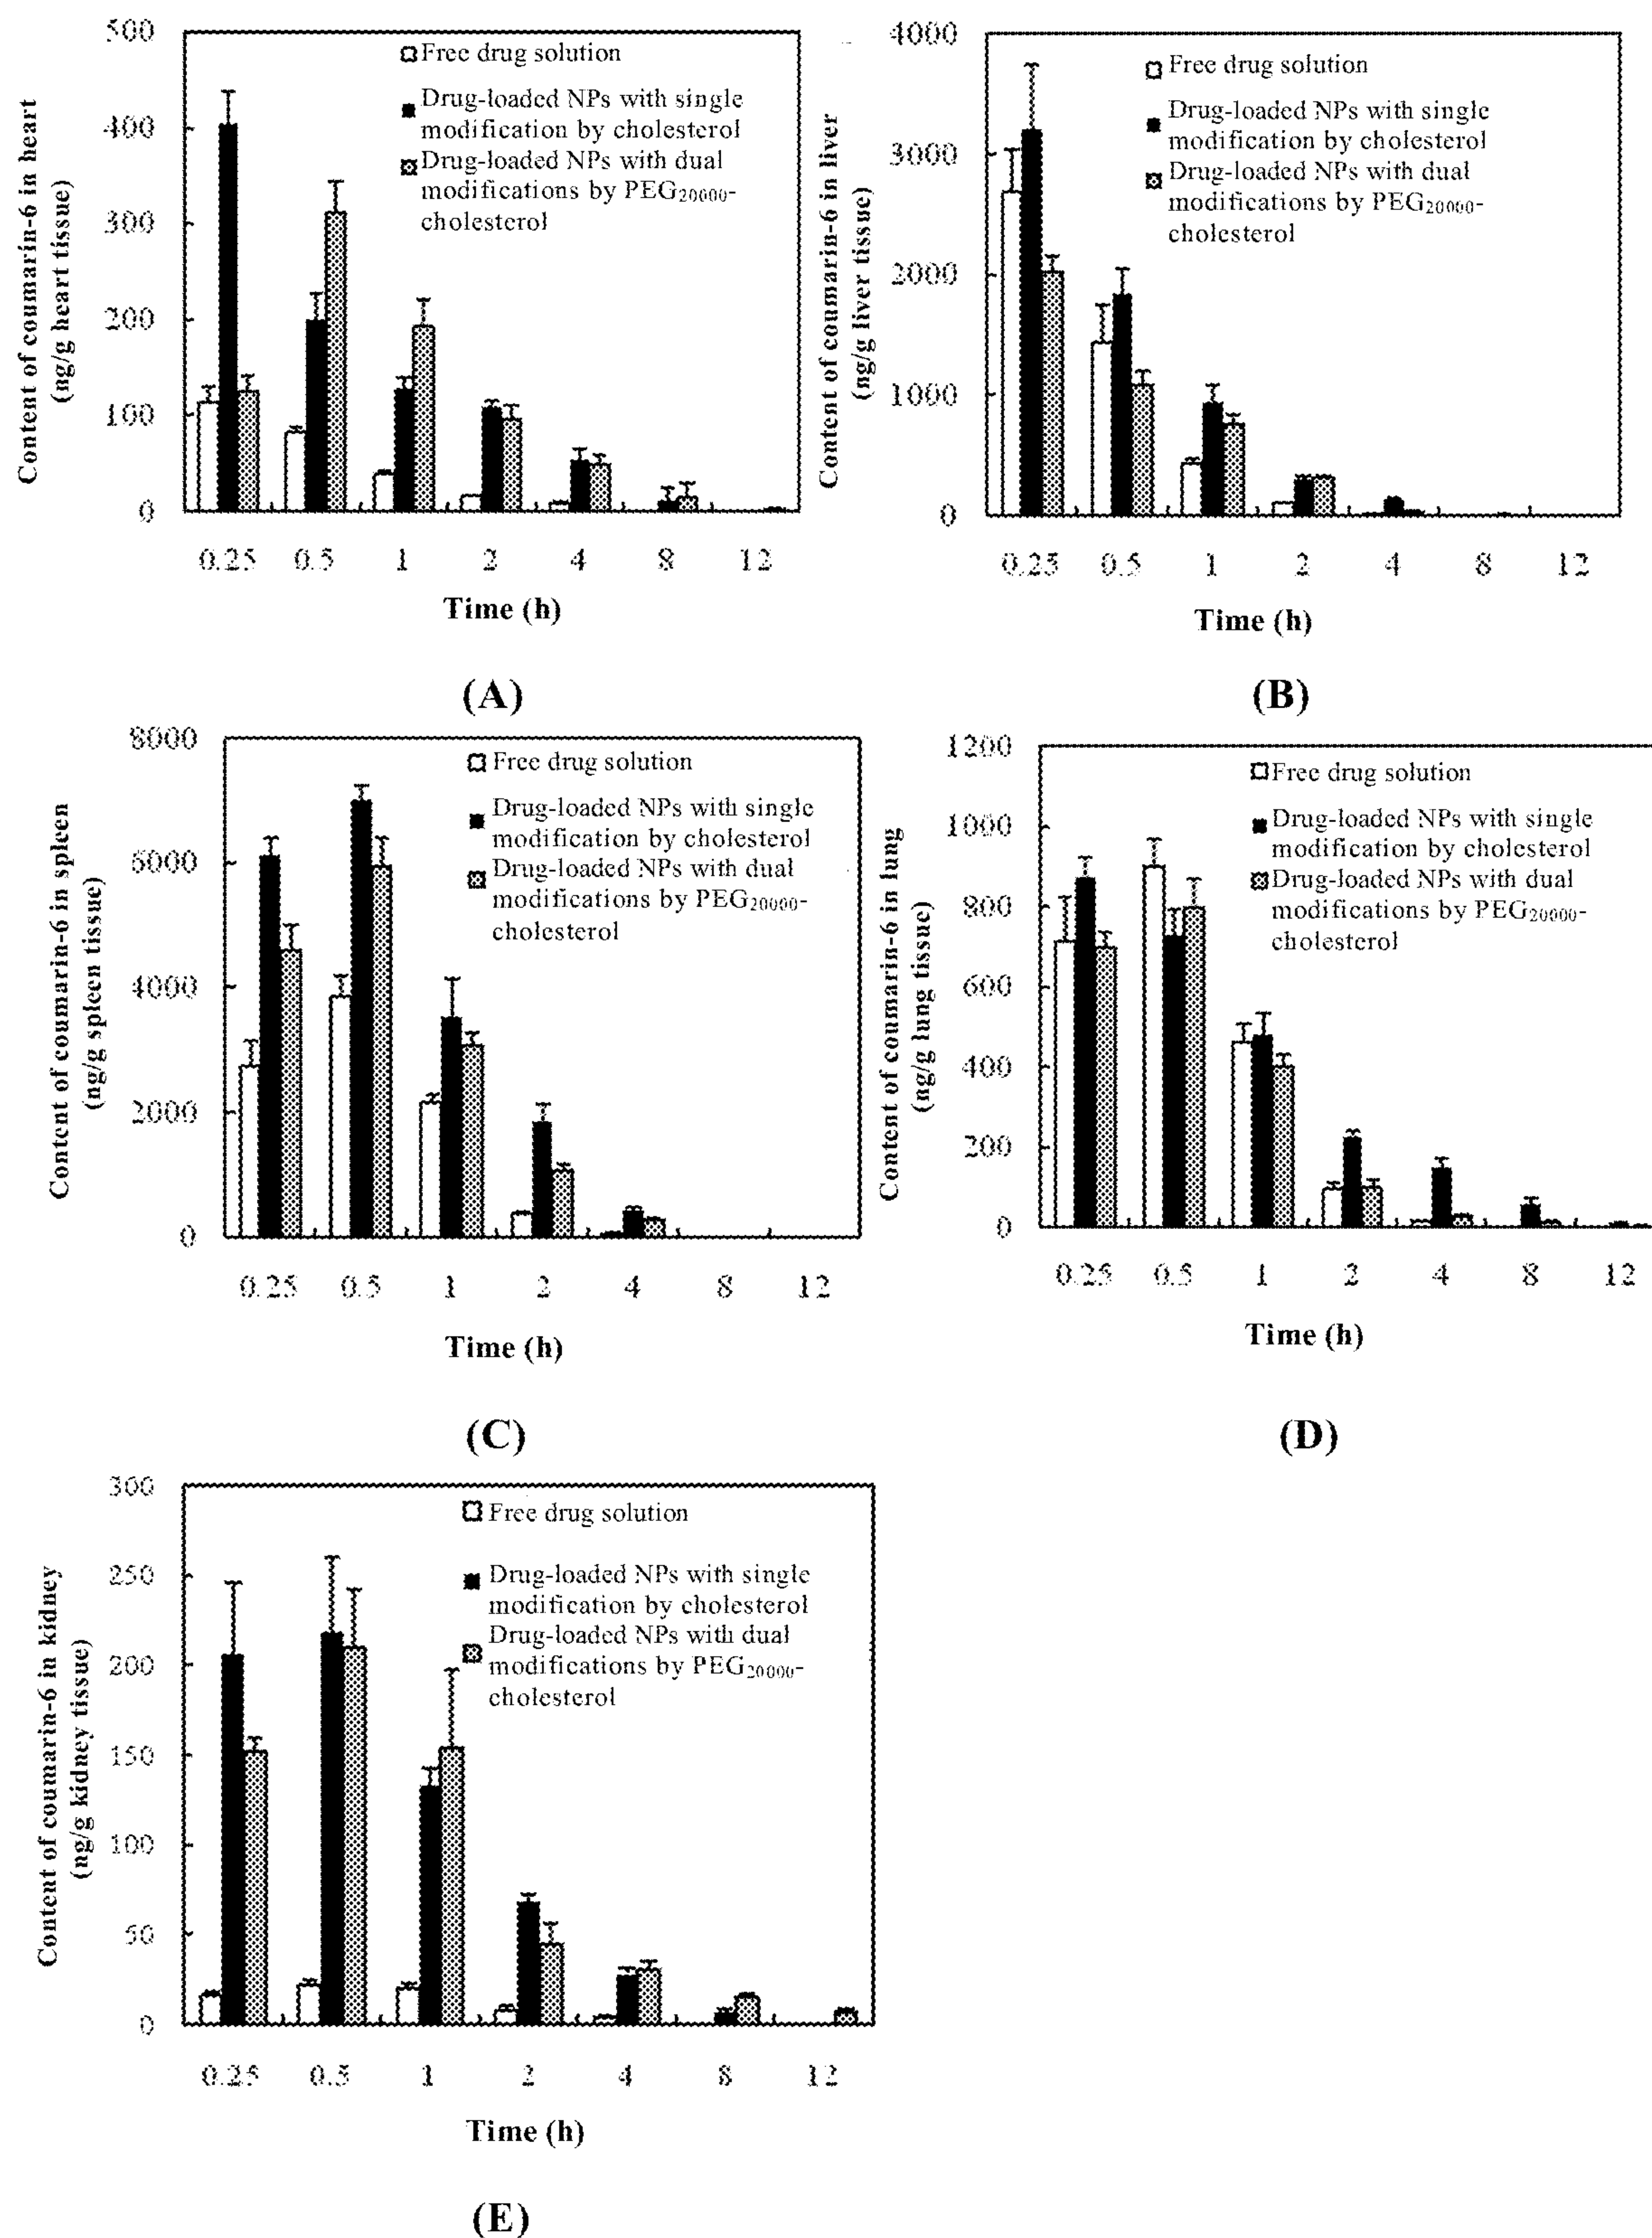 500
400
300
200
100
0
Content of coumarin-6 in heart
(ng/g heart tissue)
Free drug solution
Drug-loaded NPs with single
modification by cholesterol
Drug-loaded NPs with dual
modifications by PEG20000-
cholesterol
0.25 0.5 1 2 4 8 12
Time (h)
(A)
4000
3000
2000
1000
0
Content of coumarin-6 in liver
(ng/g liver tissue)
Free drug solution
Drug-loaded NPs with single
modification by cholesterol
Drug-loaded NPs with dual
modifications by PEG20000-
cholesterol
0.25 0.5 1 2 4 8 12
Time (h)
(B)
8000
6000
4000
2000
0
Content of coumarin-6 in spleen
(ng/g spleen tissue)
Free drug solution
Drug-loaded NPs with single
modification by cholesterol
Drug-loaded NPs with dual
modifications by PEG20000-
cholesterol
0.25 0.5 1 2 4 8 12
Time (h)
(C)
1200
1000
800
600
400
200
0
Content of coumarin-6 in lung
(ng/g lung tissue)
Free drug solution
Drug-loaded NPs with single
modification by cholesterol
Drug-loaded NPs with dual
modifications by PEG20000-
cholesterol
0.25 0.5 1 2 4 8 12
Time (h)
(D)
300
250
200
150
100
50
0
Content of coumarin-6 in kidney
(ng/g kidney tissue)
Free drug solution
Drug-loaded NPs with single
modification by cholesterol
Drug-loaded NPs with dual
modifications by PEG20000-
cholesterol
0.25 0.5 1 2 4 8 12
Time (h)
(E)